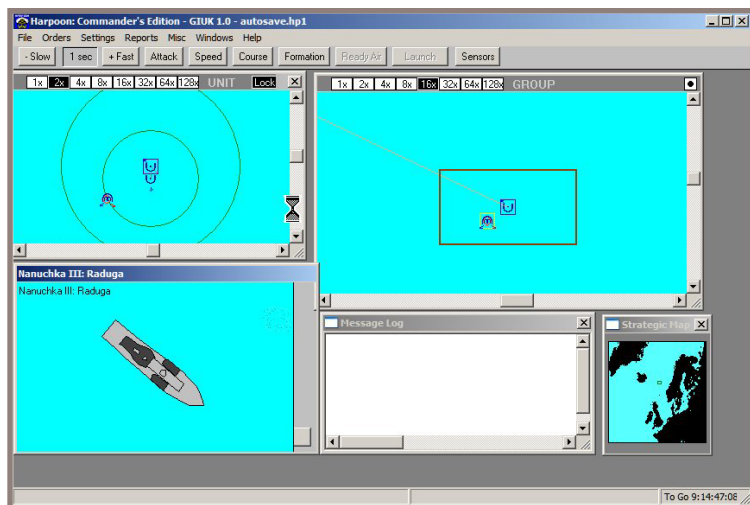 Harpoon: Commander's Edition - GIUK 1.0 - autosave.hp1
File Orders Settings Reports Misc Windows Help
- Slow 1 sec + Fast Attack Speed Course Formation Ready Air Launch Sensors
1x 2x 4x 8x 16x 32x 64x 128x UNIT Lock
1x 2x 4x 8x 16x 32x 64x 128x GROUP
Nanuchka III: Raduga
Nanuchka III: Raduga
Message Log
Strategic Map
To Go 9:14:47:08